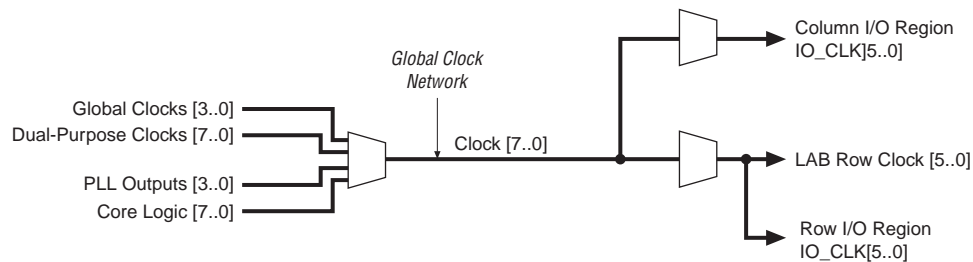 Column I/O Region
IO_CLK]5..0]
Global Clock
Network
Global Clocks [3..0]
Dual-Purpose Clocks [7..0]
Clock [7..0]
PLL Outputs [3..0]
LAB Row Clock [5..0]
Core Logic [7..0]
Row I/O Region
IO_CLK[5..0]